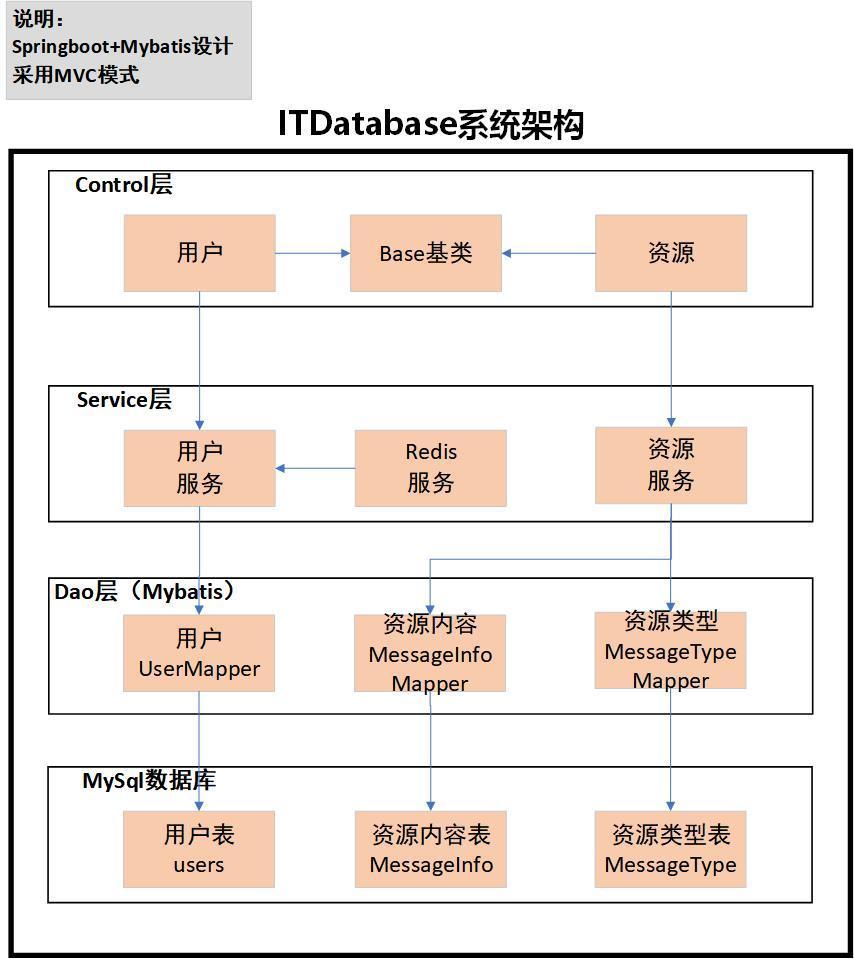 说明：
Springboot+Mybatis设计
采用MVC模式
ITDatabase系统架构
Control层
用户
Base基类
资源
Service层
用户
服务
Redis
服务
资源
服务
Dao层（Mybatis）
用户
UserMapper
资源内容
MessageInfo
Mapper
资源类型
MessageType
Mapper
MySql数据库
用户表
users
资源内容表
MessageInfo
资源类型表
MessageType